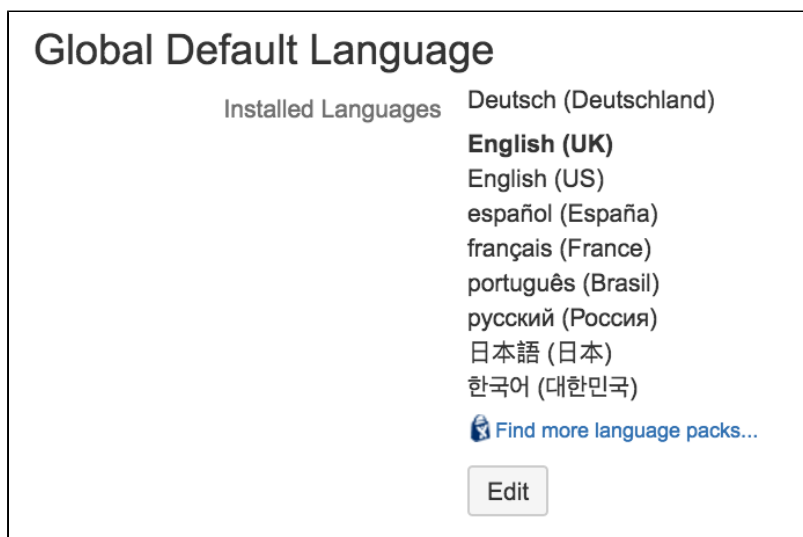 Global Default Language
Installed Languages
Deutsch (Deutschland)
English (UK)
English (US)
español (España)
français (France)
português (Brasil)
русский (Россия)
日本語 (日本)
한국어 (대한민국)
Find more language packs...
Edit